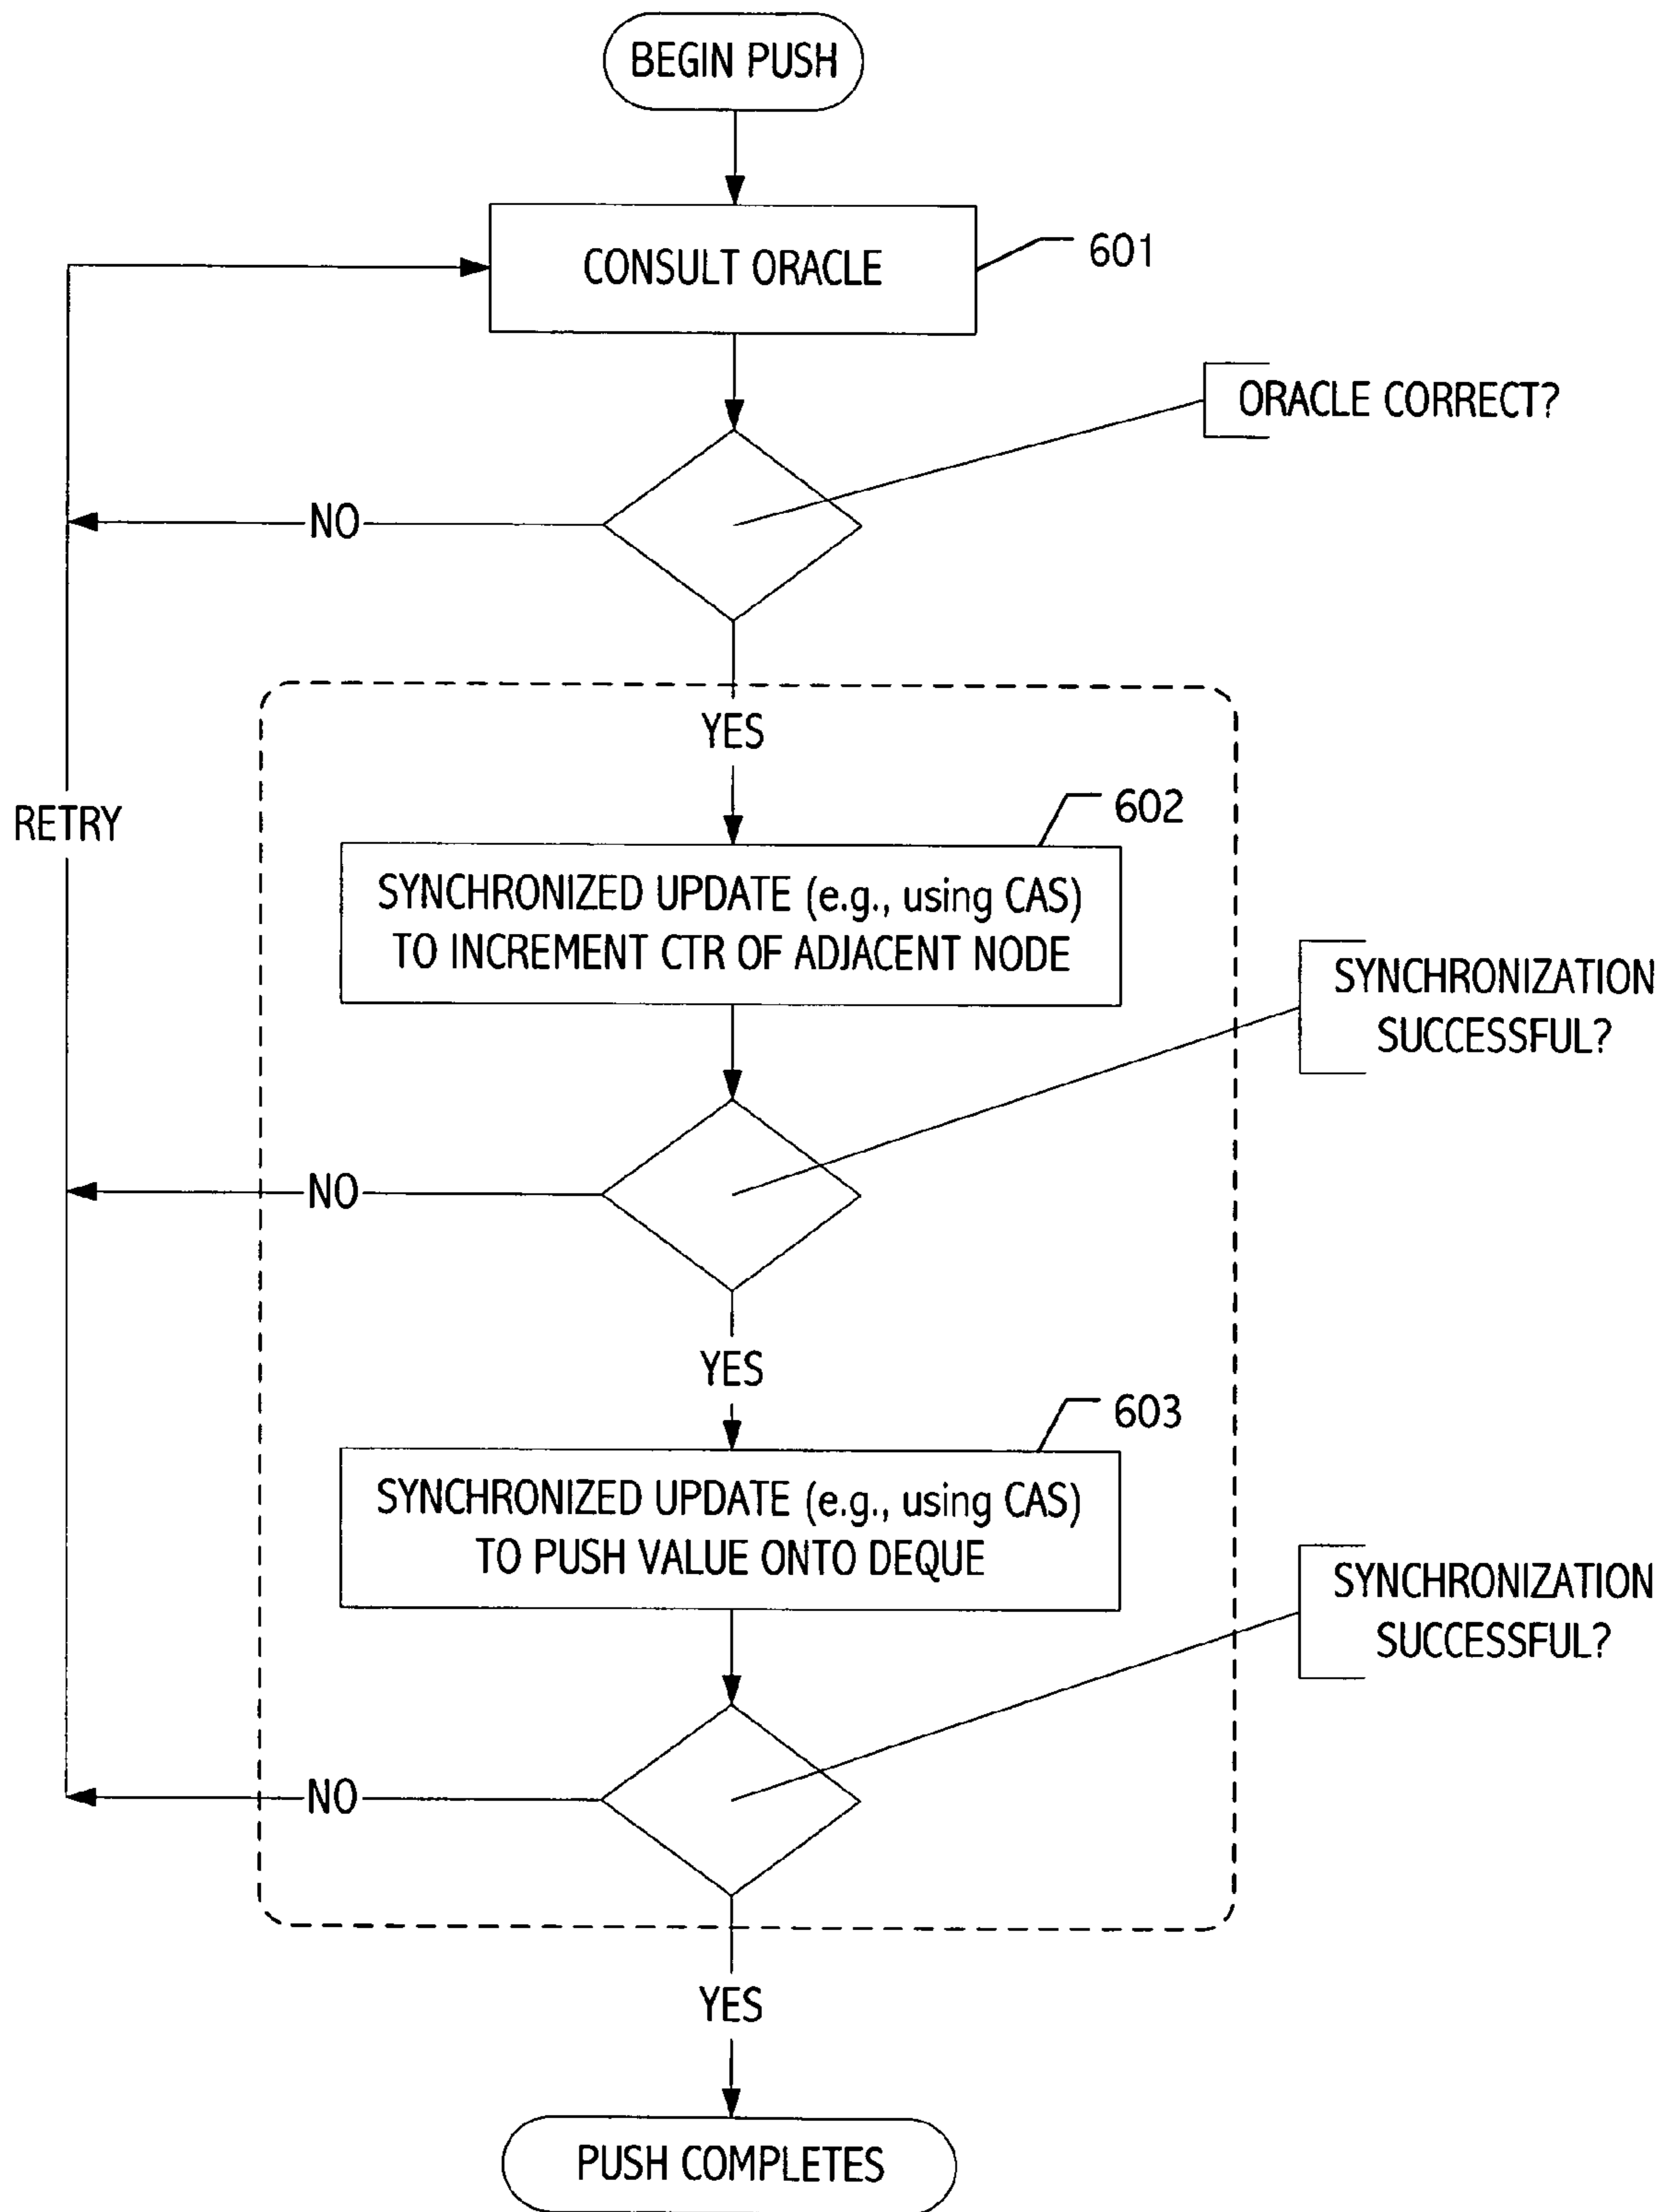 BEGIN PUSH
CONSULT ORACLE
601
ORACLE CORRECT?
NO
YES
RETRY
602
SYNCHRONIZED UPDATE (e.g., using CAS)
TO INCREMENT CTR OF ADJACENT NODE
SYNCHRONIZATION
SUCCESSFUL?
NO
YES
603
SYNCHRONIZED UPDATE (e.g., using CAS)
TO PUSH VALUE ONTO DEQUE
SYNCHRONIZATION
SUCCESSFUL?
NO
YES
PUSH COMPLETES